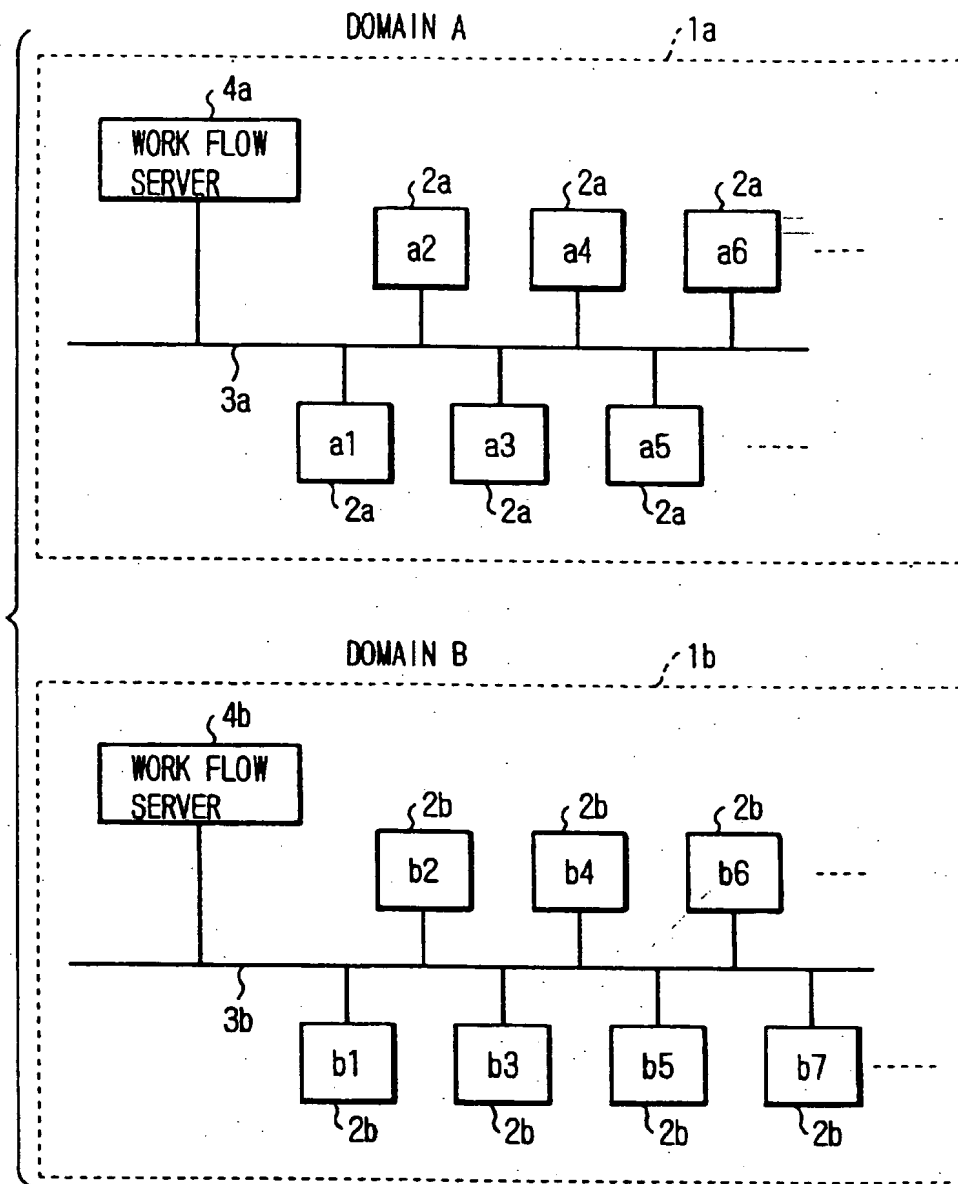 DOMAIN A
1a
4a
WORK FLOW
SERVER
2a 2a 2a
a2 a4 a6
3a
a1 a3 a5
2a 2a 2a
DOMAIN B
1b
4b
WORK FLOW
SERVER
2b 2b 2b
b2 b4 b6
3b
b1 b3 b5 b7
2b 2b 2b 2b